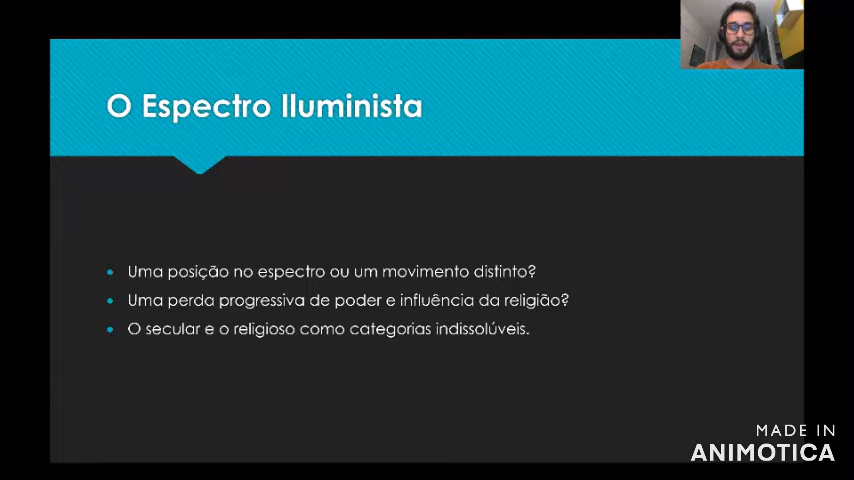 O Espectro Iluminista
Uma posição no espectro ou um movimento distinto?
Uma perda progressiva de poder e influência da religião?
O secular e o religioso como categorias indissolúveis.
MADE IN
ANIMOTICA